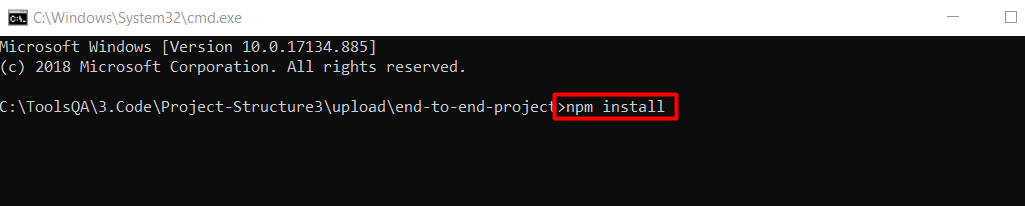 C:\Windows\System32\cmd.exe
Microsoft Windows [Version 10.0.17134.885]
(c) 2018 Microsoft Corporation. All rights reserved.
C:\ToolsQA\3.Code\Project-Structure3\upload\end-to-end-project>npm install